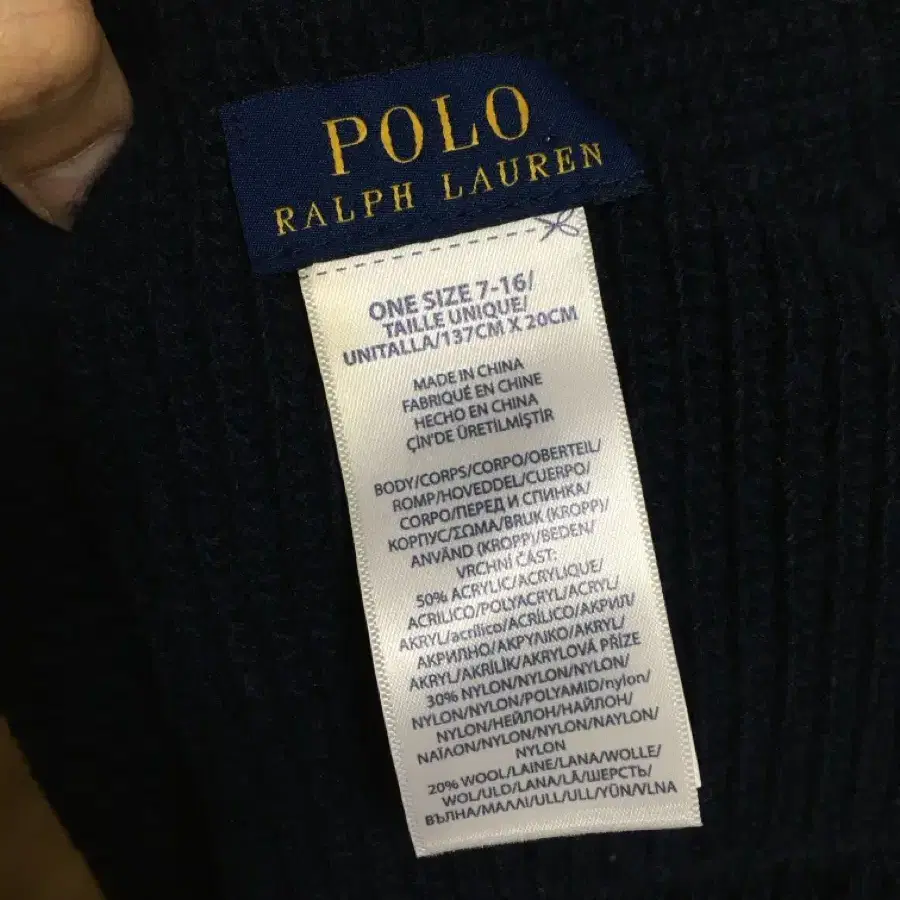 POLO
RALPH LAUREN
ONE SIZE 7-16/
TAILLE UNIQUE/
UNITALLA/137CM X 20CM
MADE IN CHINA
FABRIQUÉ EN CHINE
HECHO EN CHINA
ÇİN'DE ÜRETİLMİŞTİR
BODY/CORPS/CORPO/OBERTEIL/
ROMP/HOVEDDEL/CUERPO/
CORPO/ПЕРЕД И СПИНКА/
КОРПУС/ΣΩΜΑ/BRUK (KROPP)/
ANVÄND (KROPP)/BEDEN/
VRCHNÍ ČÁST:
50% ACRYLIC/ACRYLIQUE/
ACRILICO/POLYACRYL/ACRYL/
AKRYL/acrílico/ACRÍLICO/АКРИЛ/
АКРИЛНО/ΑΚΡΥΛΙΚΟ/AKRYL/
AKRYL/AKRİLİK/AKRYLOVÁ PŘÍZE
30% NYLON/NYLON/NYLON/
NYLON/NYLON/POLYAMID/nylon/
NYLON/НЕЙЛОН/НАЙЛОН/
ΝΑΪΛΟΝ/NYLON/NYLON/NAYLON/
NYLON
20% WOOL/LAINE/LANA/WOLLE/
WOL/ULD/LANA/LÃ/ШЕРСТЬ/
ВЪЛНА/ΜΑΛΛΙ/ULL/ULL/YÜN/VLNA